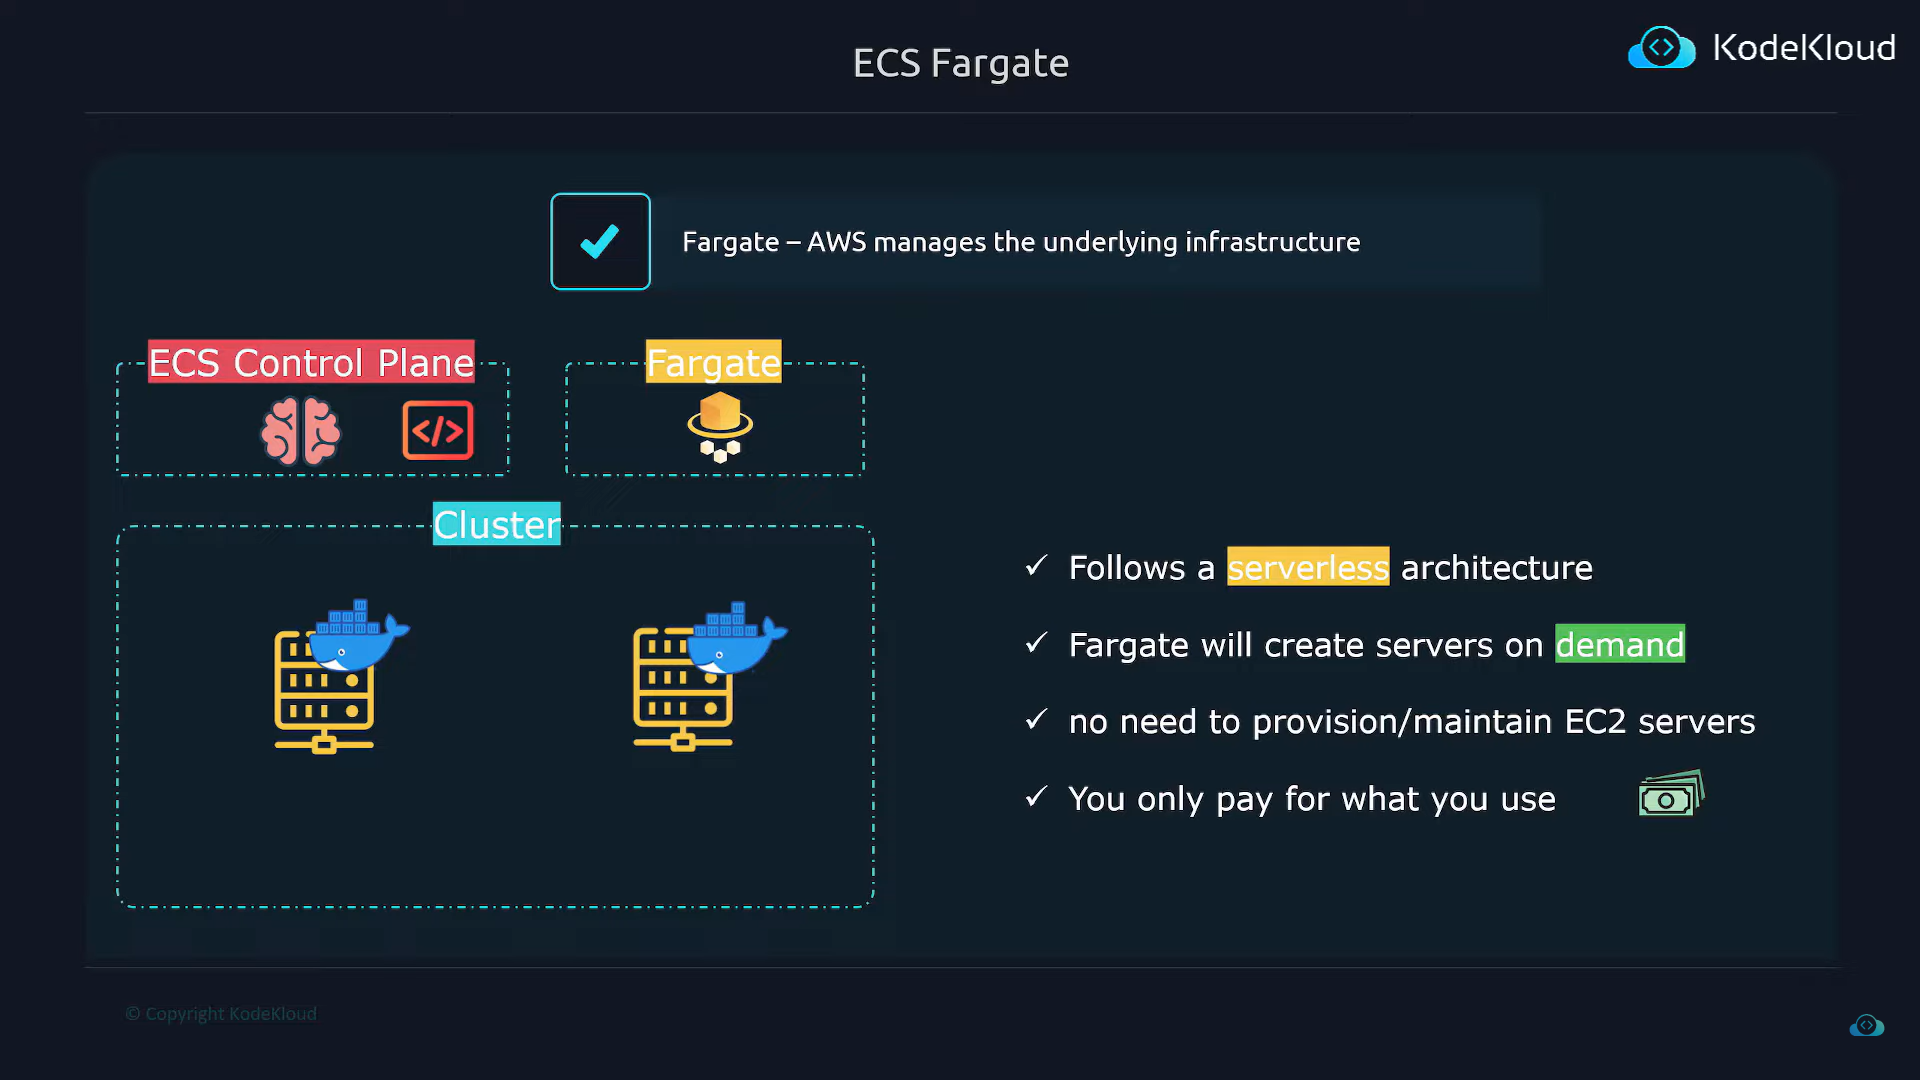 ECS Fargate
KodeKloud
Fargate – AWS manages the underlying infrastructure
ECS Control Plane
Fargate
</>
Cluster
✓ Follows a serverless architecture
✓ Fargate will create servers on demand
✓ no need to provision/maintain EC2 servers
✓ You only pay for what you use
© Copyright KodeKloud